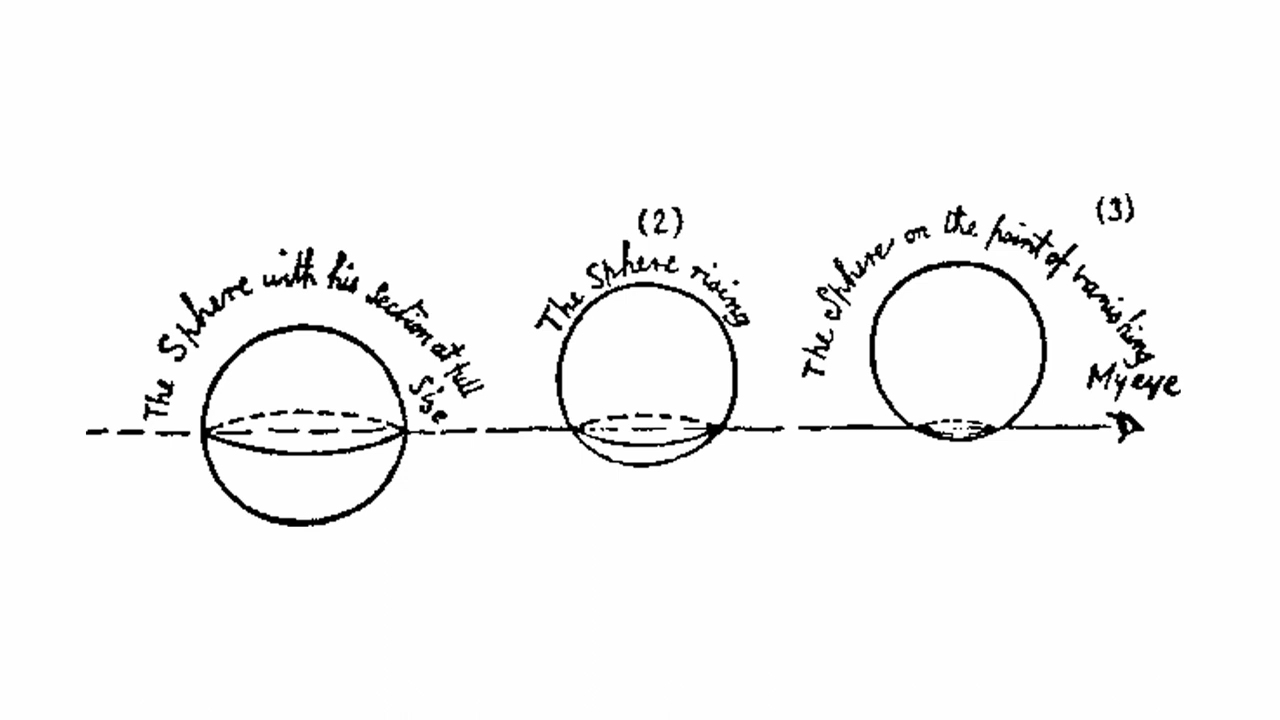 The Sphere with his section at full
size
(2)
The Sphere rising
(3)
The Sphere on the point of vanishing
My eye